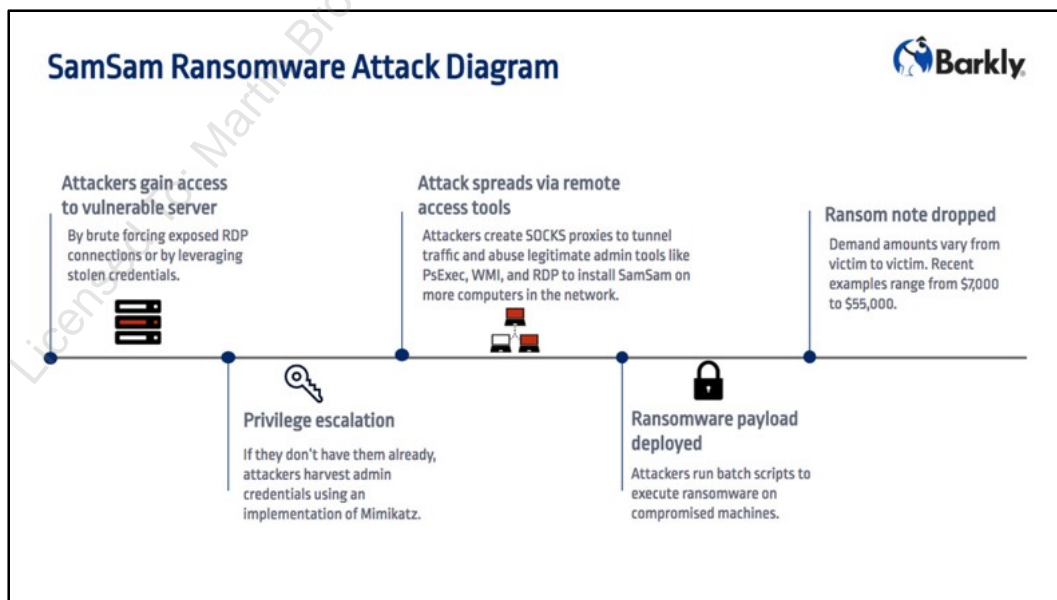 SamSam Ransomware Attack Diagram
Barkly
Attackers gain access
to vulnerable server
By brute forcing exposed RDP
connections or by leveraging
stolen credentials.
Privilege escalation
If they don't have them already,
attackers harvest admin
credentials using an
implementation of Mimikatz.
Attack spreads via remote
access tools
Attackers create SOCKS proxies to tunnel
traffic and abuse legitimate admin tools like
PsExec, WMI, and RDP to install SamSam on
more computers in the network.
Ransomware payload
deployed
Attackers run batch scripts to
execute ransomware on
compromised machines.
Ransom note dropped
Demand amounts vary from
victim to victim. Recent
examples range from $7,000
to $55,000.
Licensed To: Martin